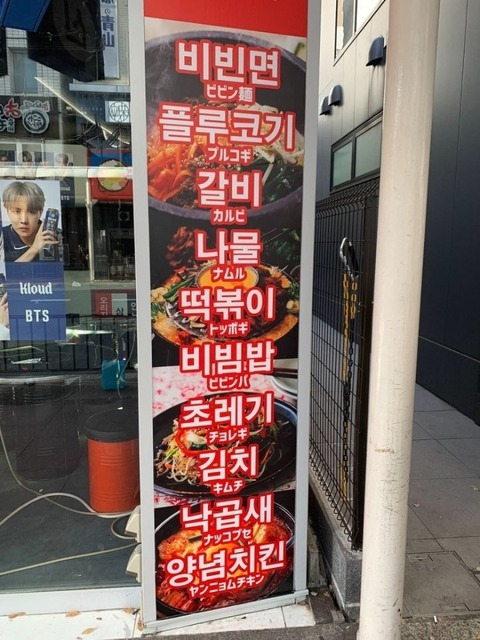 비빈면
ビビン麺
플루코기
プルコギ
갈비
カルビ
나물
ナムル
떡볶이
トッポギ
비빔밥
ビビンバ
초레기
チョレギ
김치
キムチ
낙곱새
ナッコプセ
양념치킨
ヤンニョムチキン
Kloud
BTS